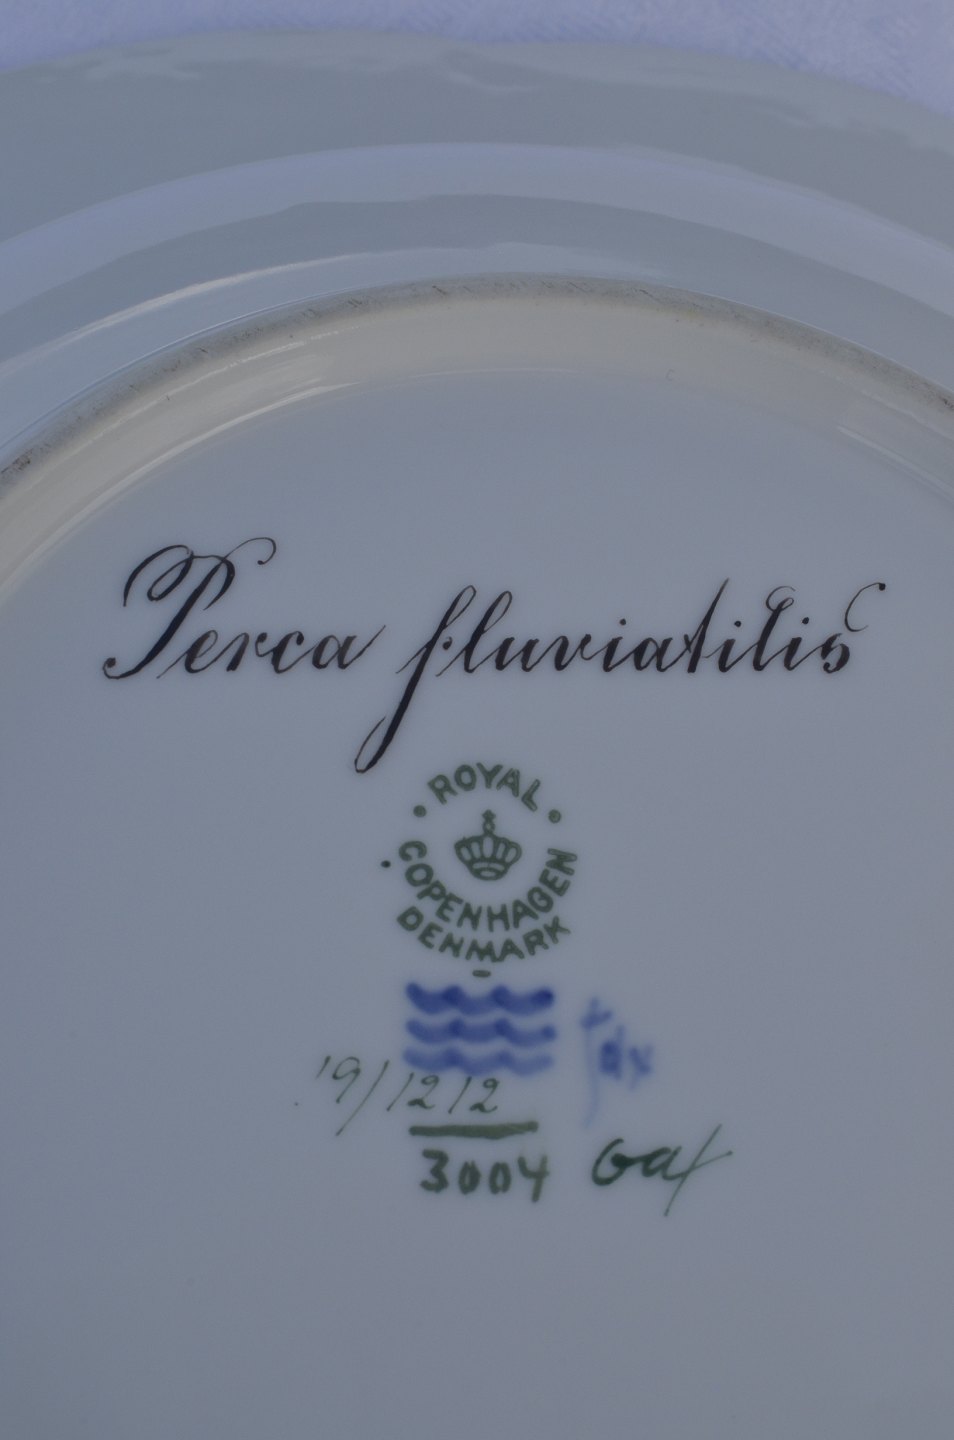 Perca fluviatilis
ROYAL
COPENHAGEN
DENMARK
19/1212
3004